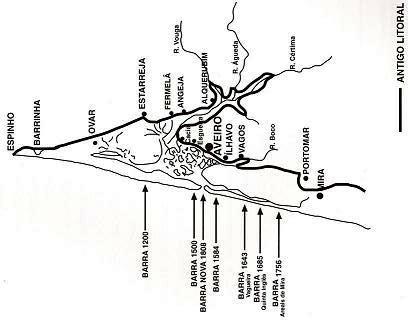 ESPINHO
BARRINHA
OVAR
ESTARREJA
FERMELÃ
ANGEJA
ALQUERUBIM
R. Vouga
R. Águeda
R. Cértima
Cacia
Esgueira
AVEIRO
ÍLHAVO
VAGOS
R. Boco
PORTOMAR
MIRA
BARRA 1200
BARRA 1500
BARRA NOVA 1808
BARRA 1584
BARRA 1643
Vagueira
BARRA 1685
Quinta Inglês
BARRA 1756
Areais de Mira
ANTIGO LITORAL